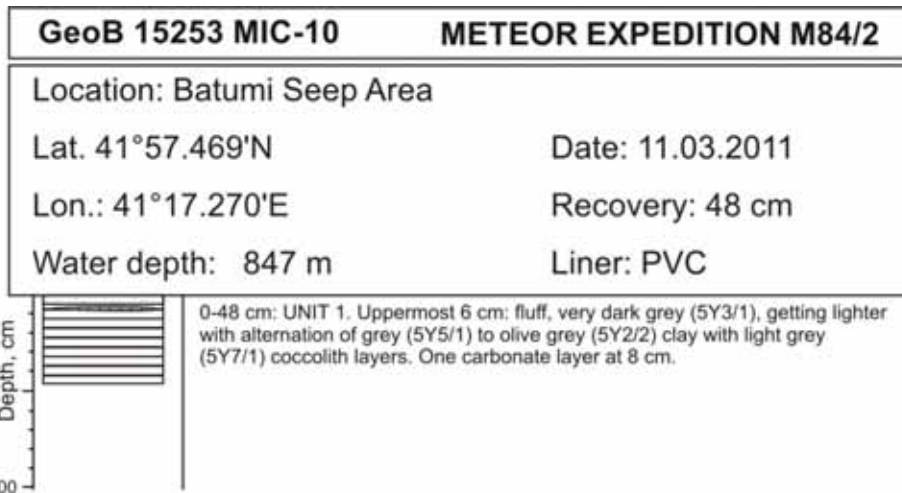 GeoB 15253 MIC-10 METEOR EXPEDITION M84/2
Location: Batumi Seep Area
Lat. 41°57.469'N Date: 11.03.2011
Lon.: 41°17.270'E Recovery: 48 cm
Water depth: 847 m Liner: PVC
0-48 cm: UNIT 1. Uppermost 6 cm: fluff, very dark grey (5Y3/1), getting lighter
with alternation of grey (5Y5/1) to olive grey (5Y2/2) clay with light grey
(5Y7/1) coccolith layers. One carbonate layer at 8 cm.
Depth, cm
00